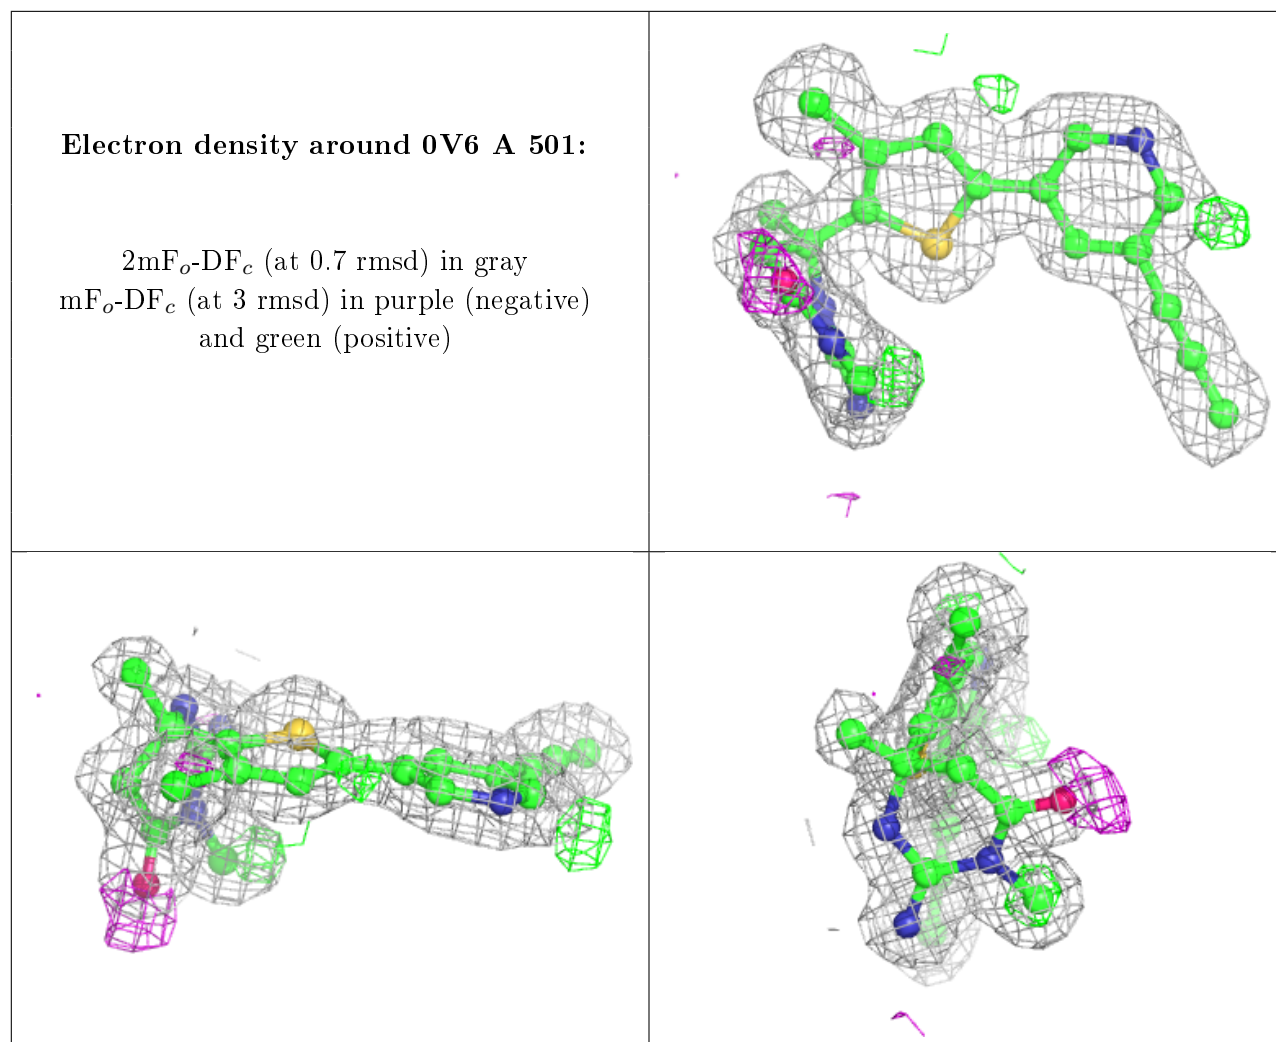 Electron density around 0V6 A 501:
2mFo-DFc (at 0.7 rmsd) in gray
mFo-DFc (at 3 rmsd) in purple (negative)
and green (positive)